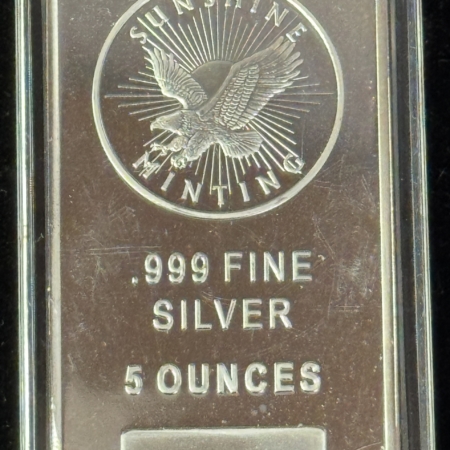 SUNSHINE
MINTING
.999 FINE
SILVER
5 OUNCES